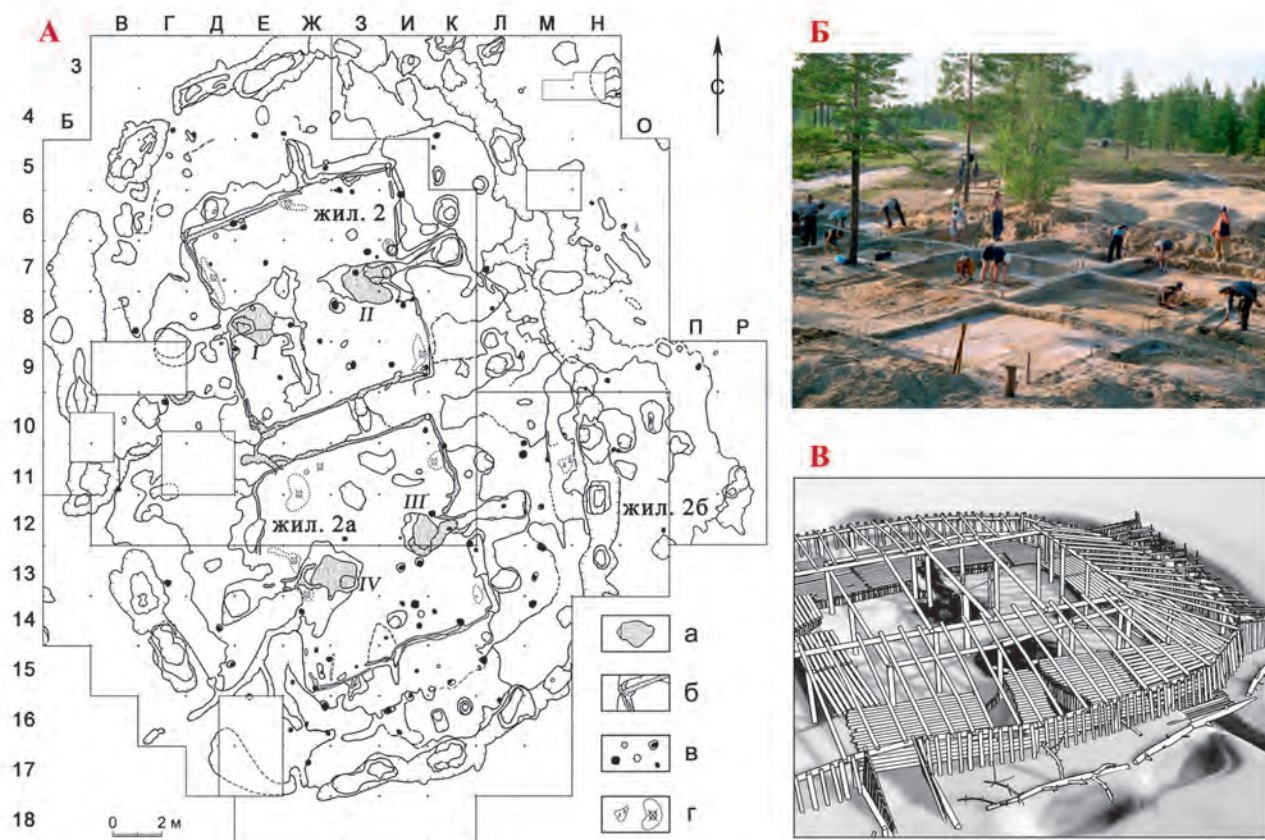 А
В Г Д Е Ж З И К Л М Н
Б
3
4
Б
О
С
5
6
жил. 2
7
II
8
I
П Р
9
10
В
11
III
жил. 2б
12
жил. 2а
13
IV
14
а
15
б
16
в
17
г
18
0 2 м